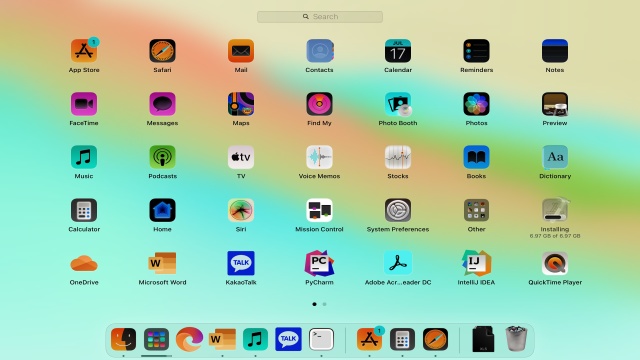 Search
1
App Store
Safari
Mail
Contacts
JUL
17
Calendar
Reminders
Notes
FaceTime
Messages
Maps
Find My
Photo Booth
Photos
Preview
Music
Podcasts
tv
TV
Voice Memos
Stocks
Books
Aa
Dictionary
Calculator
Home
Siri
Mission Control
System Preferences
Other
Installing
6.97 GB of 6.97 GB
OneDrive
W
Microsoft Word
TALK
KakaoTalk
PC
PyCharm
Adobe Acr...eader DC
IJ
IntelliJ IDEA
QuickTime Player
W
TALK
>_
1